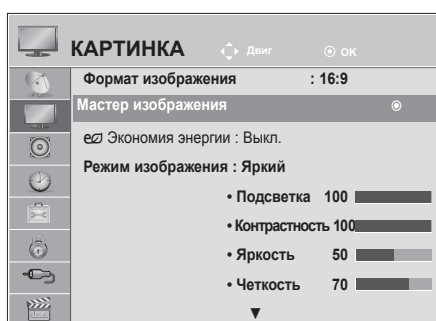 КАРТИНКА Двиг ОК
Формат изображения : 16:9
Мастер изображения
Экономия энергии : Выкл.
Режим изображения : Яркий
• Подсветка 100
• Контрастность 100
• Яркость 50
• Четкость 70